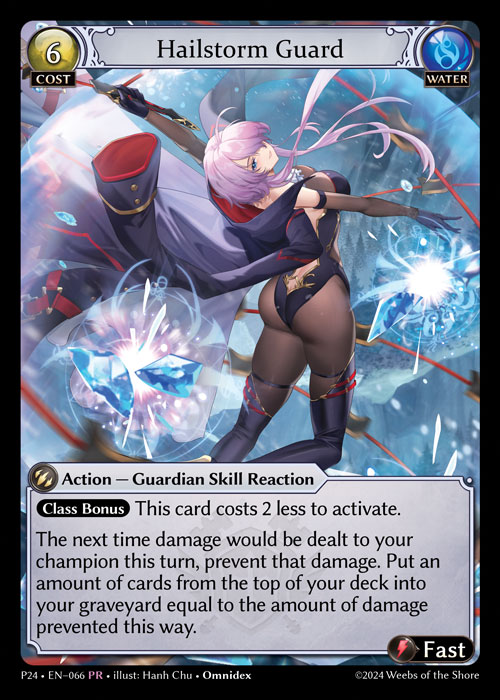 6
COST
Hailstorm Guard
WATER
Action — Guardian Skill Reaction
Class Bonus This card costs 2 less to activate.
The next time damage would be dealt to your
champion this turn, prevent that damage. Put an
amount of cards from the top of your deck into
your graveyard equal to the amount of damage
prevented this way.
Fast
P24 • EN–066 PR • illust: Hanh Chu • Omnidex
©2024 Weebs of the Shore